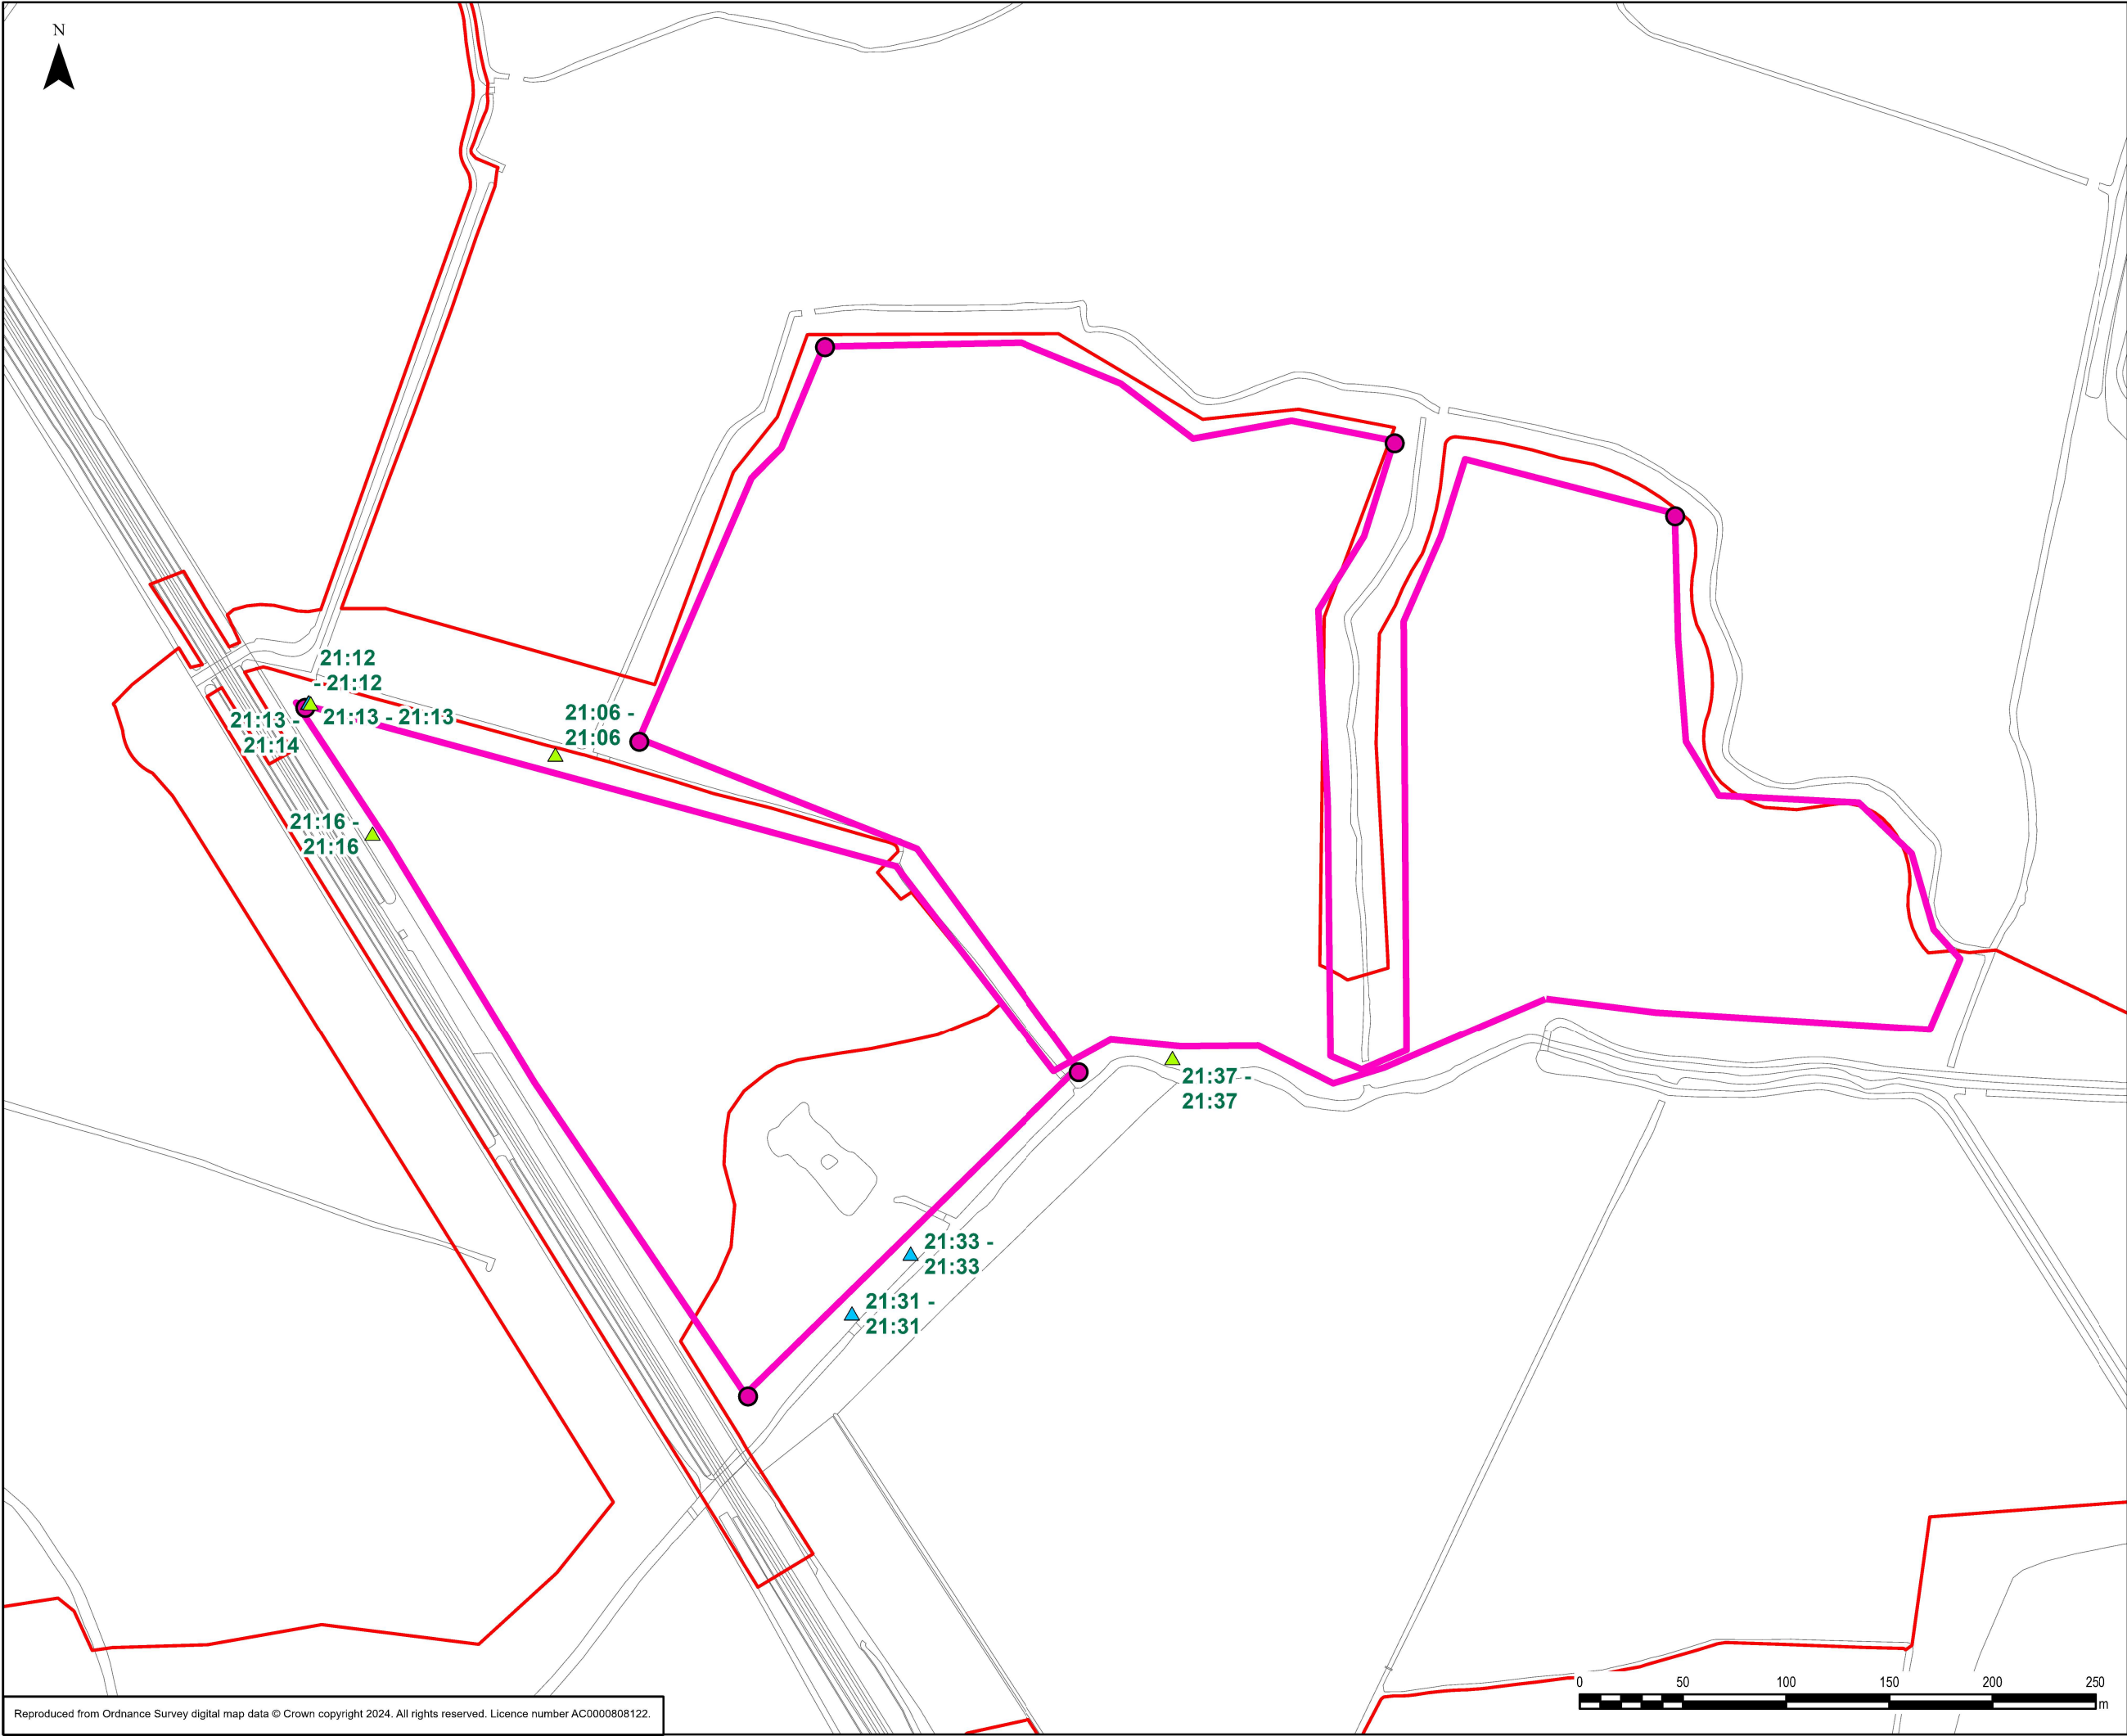 N
21:12
- 21:12
21:13 -
21:14
21:13 - 21:13
21:06 -
21:06
21:16 -
21:16
21:37 -
21:37
21:33 -
21:33
21:31 -
21:31
0 50 100 150 200 250
m
Reproduced from Ordnance Survey digital map data © Crown copyright 2024. All rights reserved. Licence number AC0000808122.